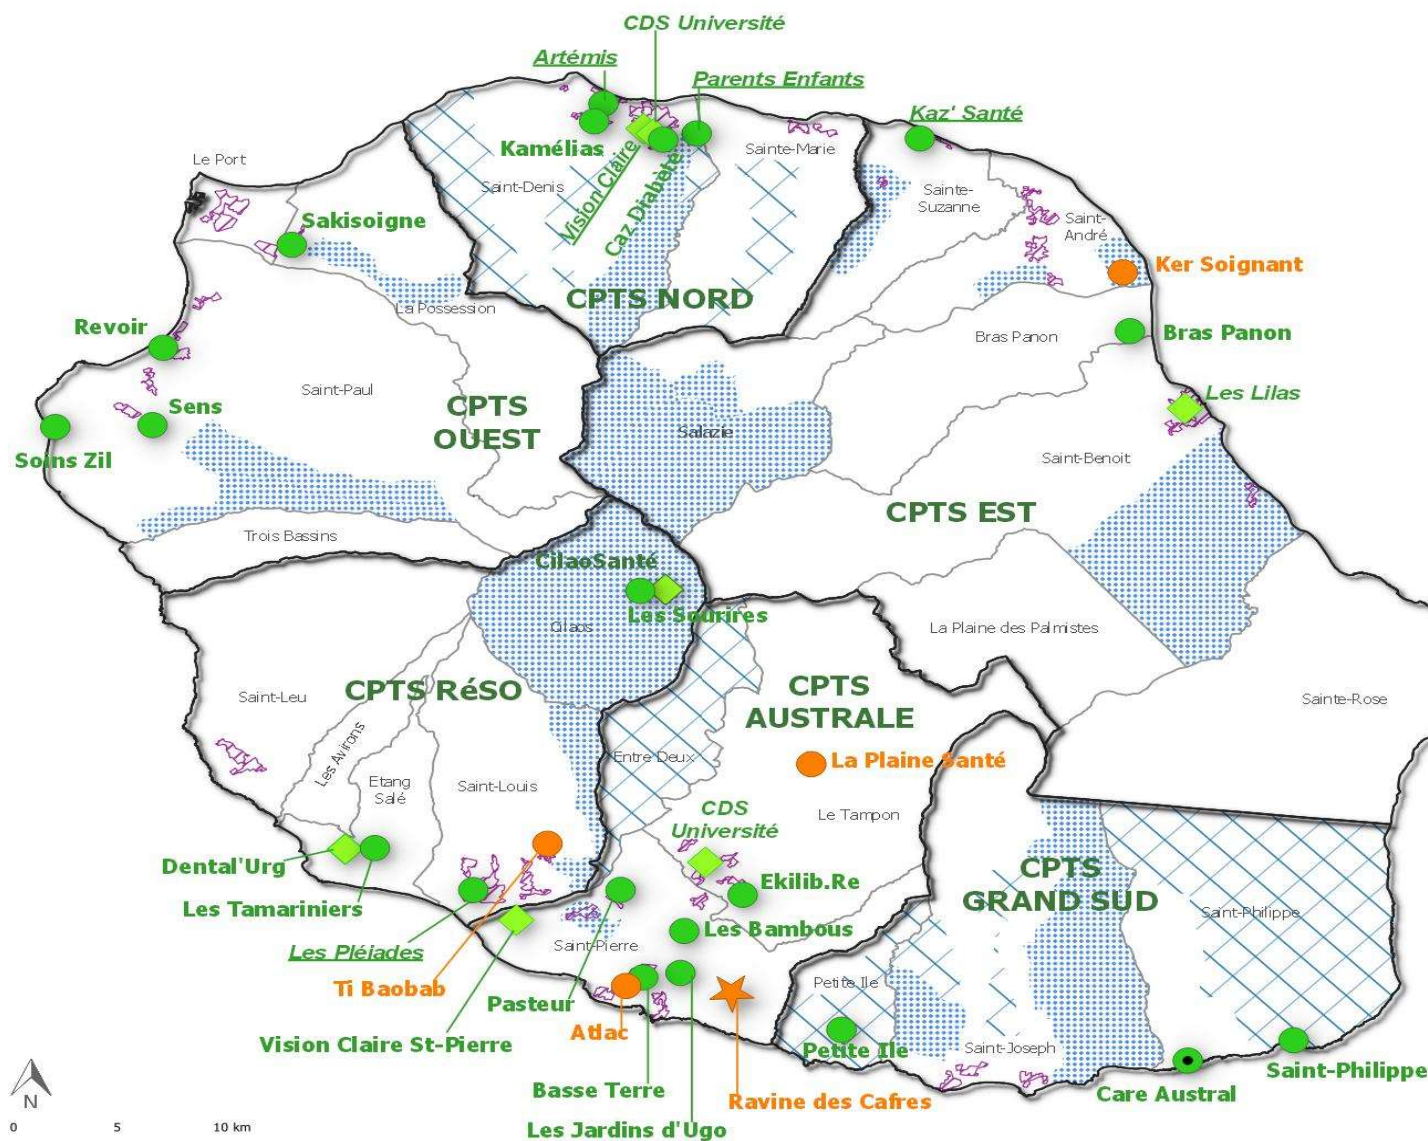 CDS Université
Artémis
Parents Enfants
Kaz' Santé
Kamélias
Sainte-Marie
Le Port
Saint-Denis
Vision Claire
Caz Diabète
Sainte-
Suzanne
Saint-
André
Sakisoigne
Ker Soignant
CPTS NORD
La Possession
Revoir
Bras Panon
Bras Panon
Saint-Paul
Les Lilas
CPTS
OUEST
Sens
Salazie
Soins Zil
Saint-Benoit
CPTS EST
Trois Bassins
CilaoSanté
Les Sourires
Cilaos
La Plaine des Palmistes
CPTS RéSO
CPTS
AUSTRALE
Saint-Leu
Sainte-Rose
Les Avirons
Entre Deux
La Plaine Santé
Etang
Salé
Saint-Louis
CDS
Université
Le Tampon
Dental'Urg
CPTS
GRAND SUD
Ekilib.Re
Les Tamariniers
Saint-Philippe
Les Bambous
Les Pléiades
Saint-Pierre
Ti Baobab
Pasteur
Petite Ile
Atlac
Vision Claire St-Pierre
Petite Ile
Saint-Joseph
Saint-Philippe
Basse Terre
Care Austral
Ravine des Cafres
Les Jardins d'Ugo
N
0 5 10 km